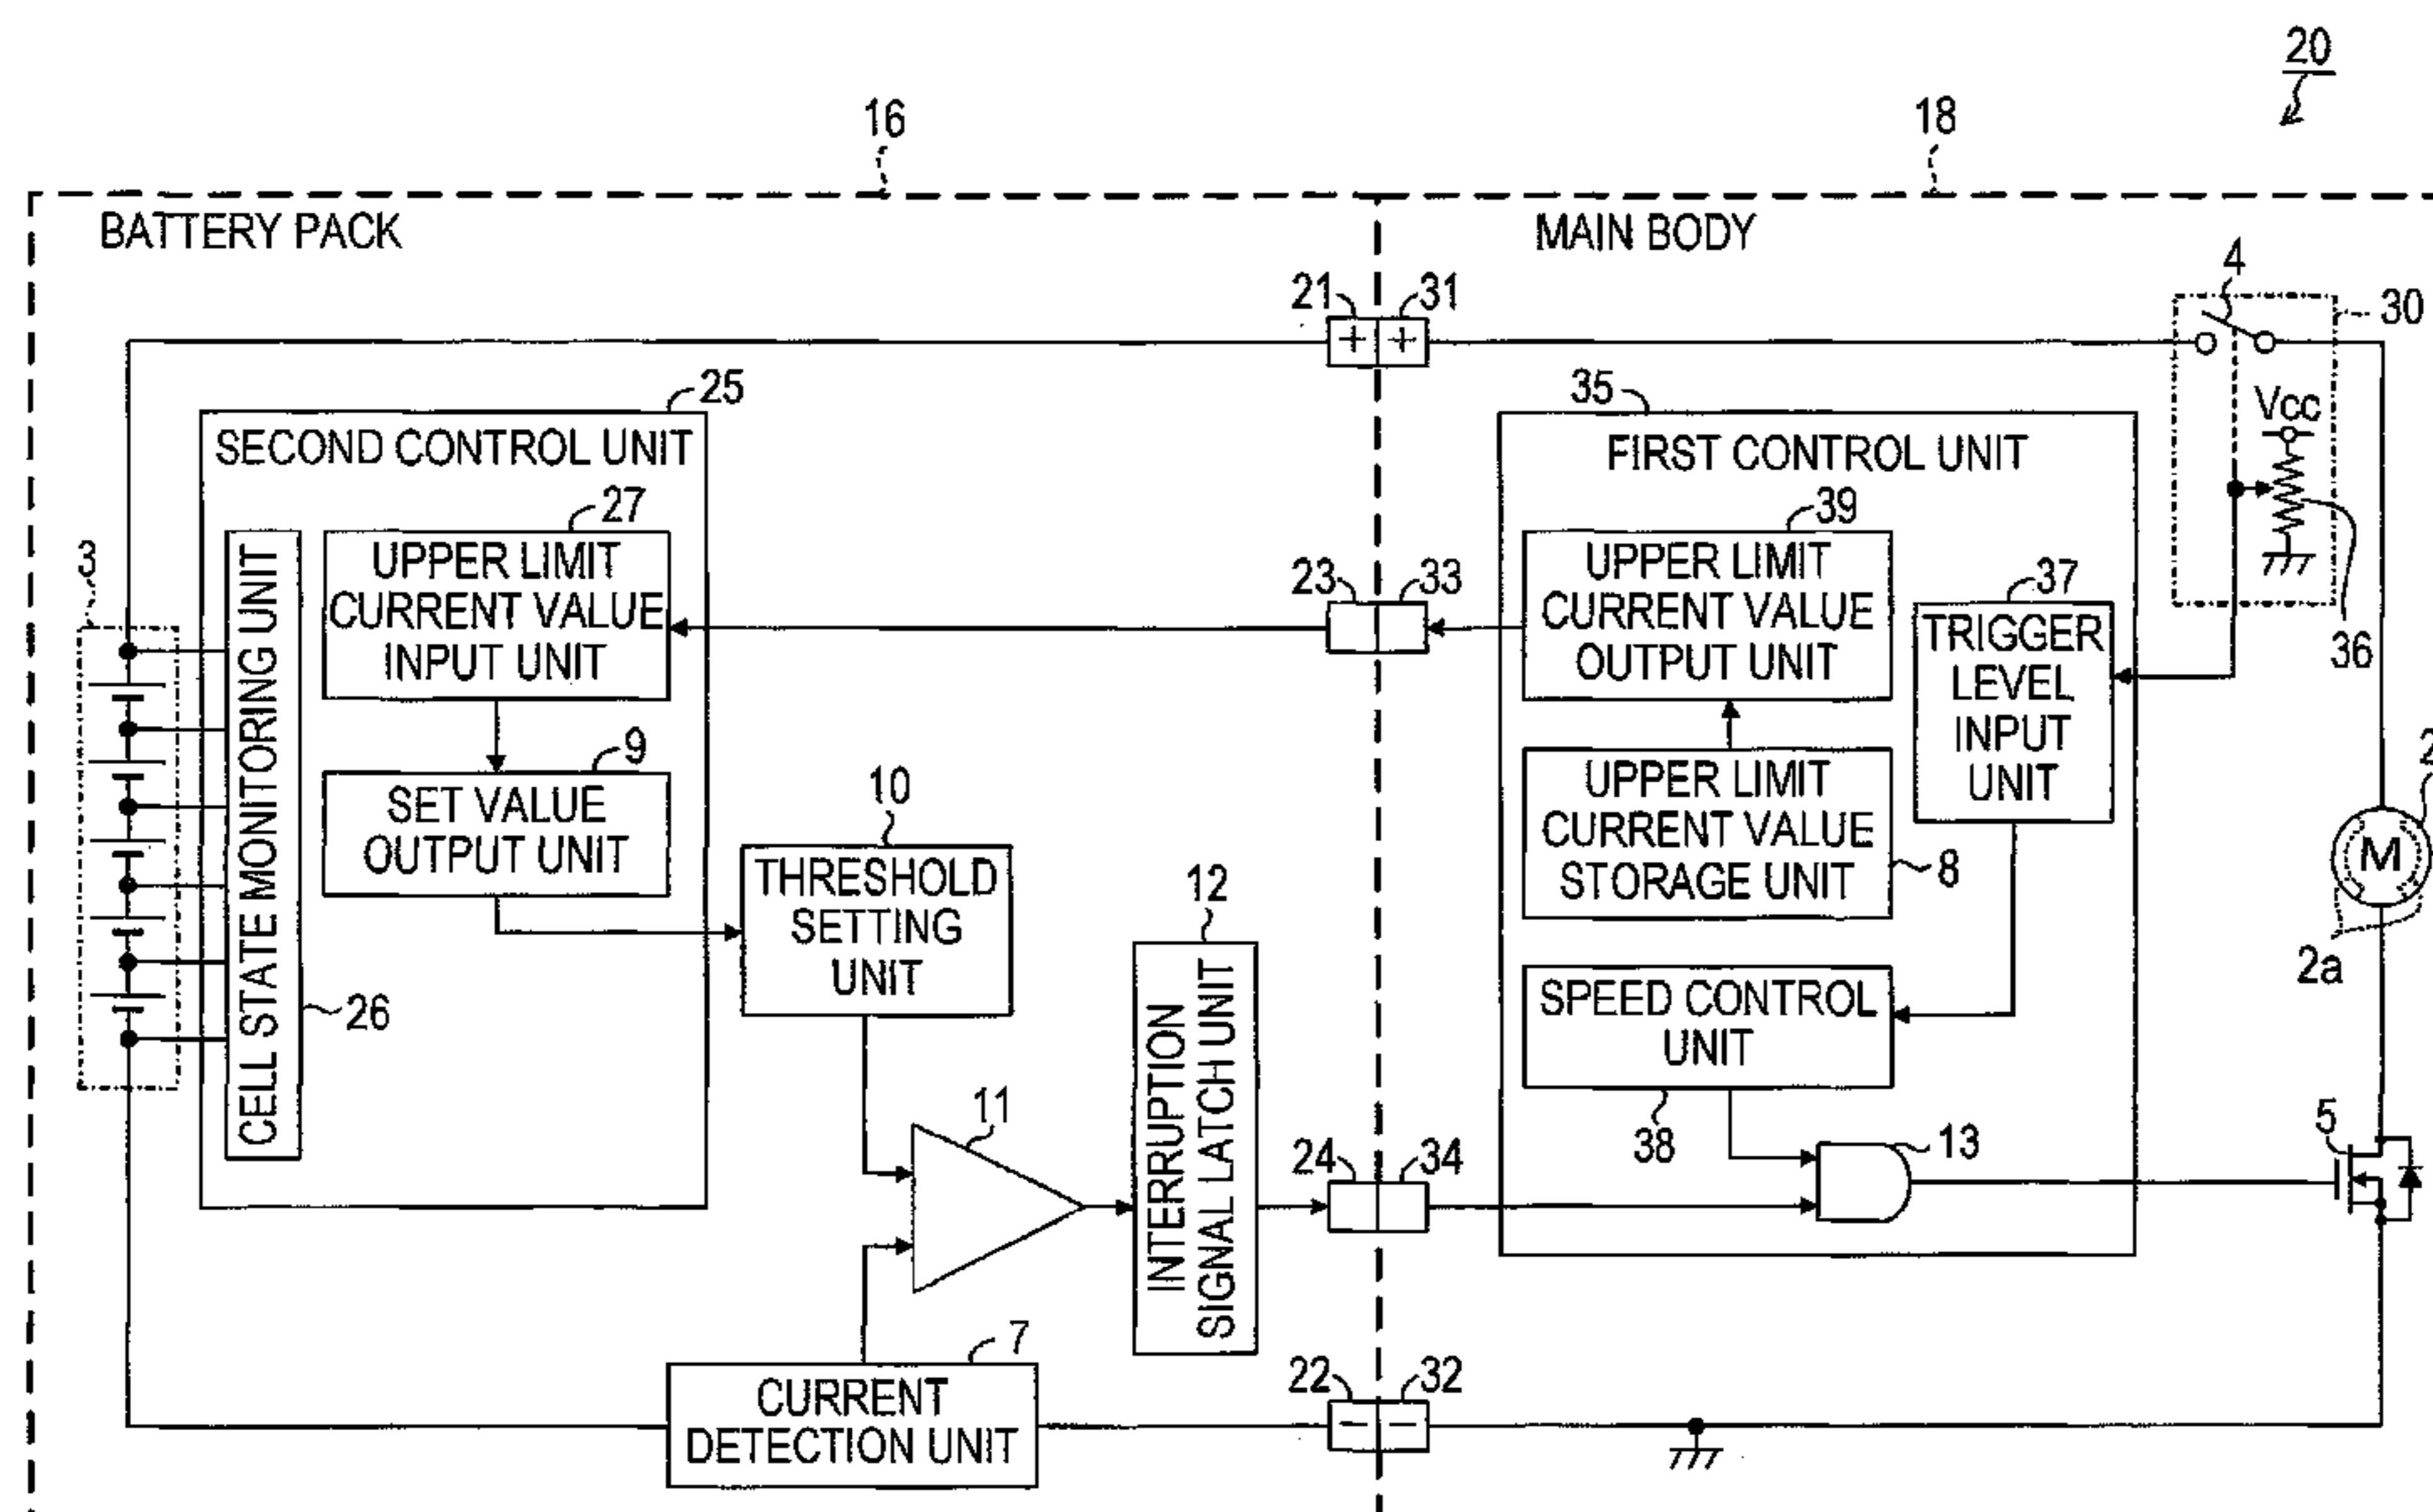 20
16
18
BATTERY PACK
MAIN BODY
21
31
4
30
25
35
Vcc
SECOND CONTROL UNIT
FIRST CONTROL UNIT
27
39
3
UPPER LIMIT
CURRENT VALUE
INPUT UNIT
23
33
UPPER LIMIT
CURRENT VALUE
OUTPUT UNIT
37
TRIGGER
LEVEL
INPUT
UNIT
36
CELL STATE MONITORING UNIT
26
9
SET VALUE
OUTPUT UNIT
10
THRESHOLD
SETTING
UNIT
12
UPPER LIMIT
CURRENT VALUE
STORAGE UNIT
8
2
M
2a
INTERRUPTION
SIGNAL LATCH UNIT
SPEED CONTROL
UNIT
38
11
24
34
13
5
7
CURRENT
DETECTION UNIT
22
32